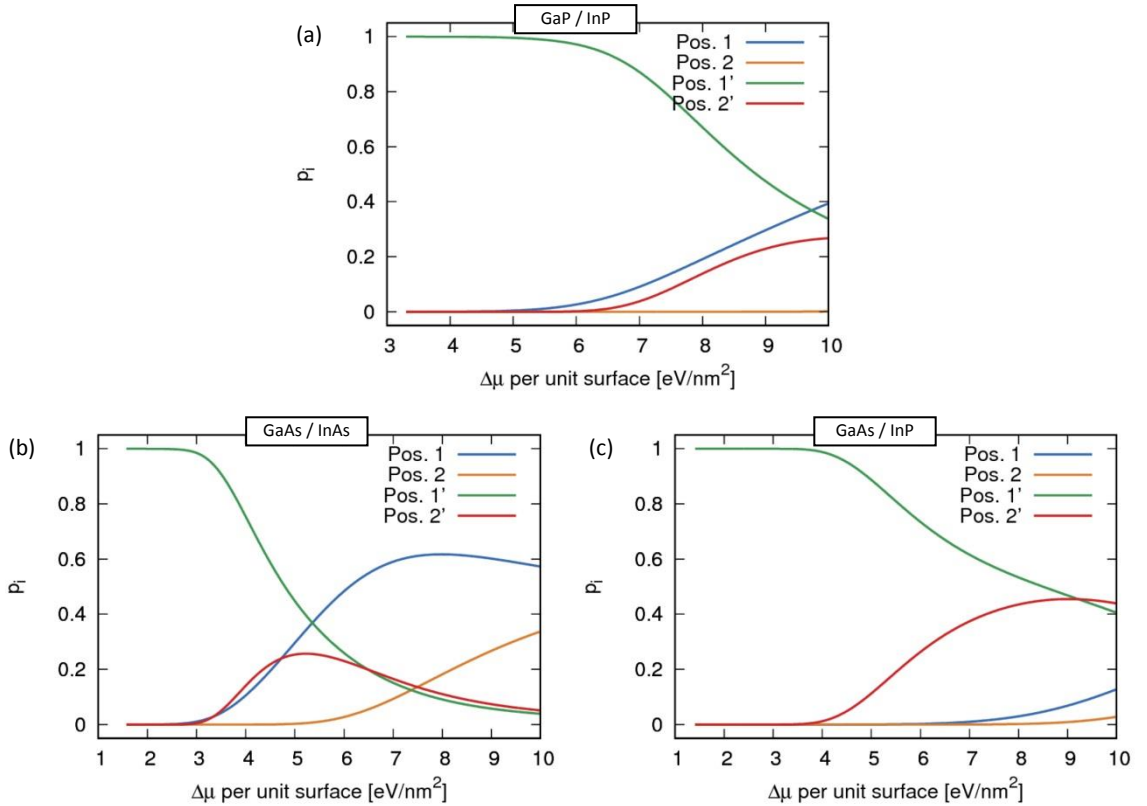 GaP / InP
(a)
Pos. 1
Pos. 2
Pos. 1’
Pos. 2’
1
0.8
0.6
0.4
0.2
0
pᵢ
3 4 5 6 7 8 9 10
Δμ per unit surface [eV/nm²]
GaAs / InAs
(b)
Pos. 1
Pos. 2
Pos. 1’
Pos. 2’
1
0.8
0.6
0.4
0.2
0
pᵢ
1 2 3 4 5 6 7 8 9 10
Δμ per unit surface [eV/nm²]
GaAs / InP
(c)
Pos. 1
Pos. 2
Pos. 1’
Pos. 2’
1
0.8
0.6
0.4
0.2
0
pᵢ
1 2 3 4 5 6 7 8 9 10
Δμ per unit surface [eV/nm²]